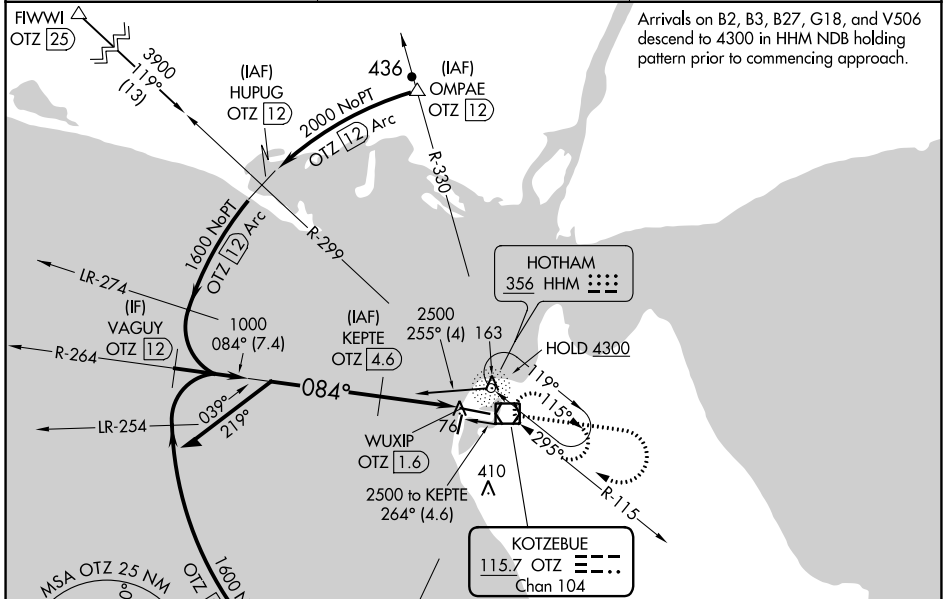 FIWWI
OTZ 25
3900
119°
(13)
(IAF)
HUPUG
OTZ 12
436
(IAF)
OMPAE
OTZ 12
2000 NoPT
OTZ 12 Arc
R-330
Arrivals on B2, B3, B27, G18, and V506
descend to 4300 in HHM NDB holding
pattern prior to commencing approach.
1600 NoPT
OTZ 12 Arc
R-299
LR-274
HOTHAM
356 HHM
(IF)
VAGUY
OTZ 12
R-264
1000
084° (7.4)
(IAF)
KEPTE
OTZ 4.6
2500
255° (4)
163
HOLD 4300
084°
119°
115°
295°
039°
219°
LR-254
WUXIP
OTZ 1.6
76
410
2500 to KEPTE
264° (4.6)
R-115
KOTZEBUE
115.7 OTZ
Chan 104
MSA OTZ 25 NM
1600 N
OTZ